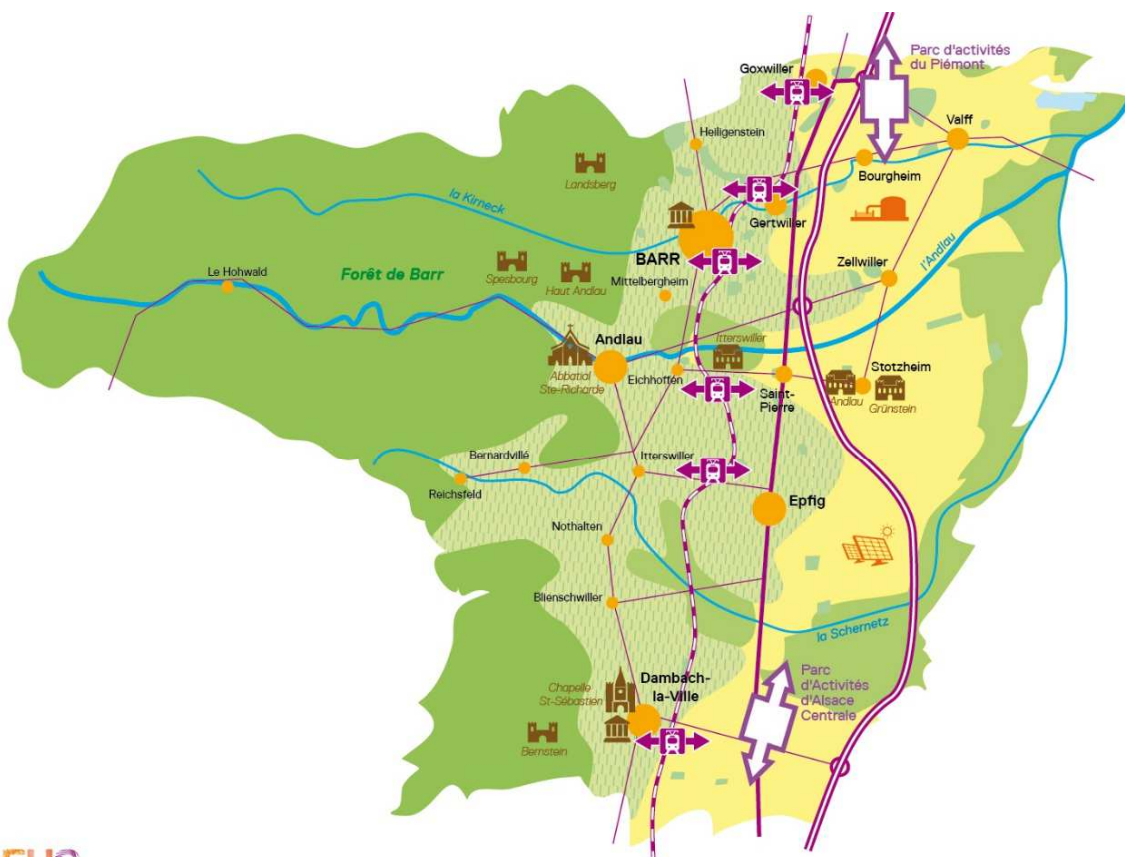 Parc d'activités
du Piémont
Goxwiller
Valff
Heiligenstein
Bourgheim
Landsberg
la Kirneck
Gertwiller
BARR
l'Andlau
Zellwiller
Forêt de Barr
Le Hohwald
Spesbourg
Haut Andlau
Mittelbergheim
Andlau
Itterswiller
Abbatial
Ste-Richarde
Eichhoffen
Saint-
Pierre
Stotzheim
Andlau
Grünstein
Bernardvillé
Itterswiller
Reichsfeld
Epfig
Nothalten
Blienschwiller
la Schernetz
Parc
d'Activités
d'Alsace
Centrale
Dambach-
la-Ville
Chapelle
St-Sébastien
Bernstein